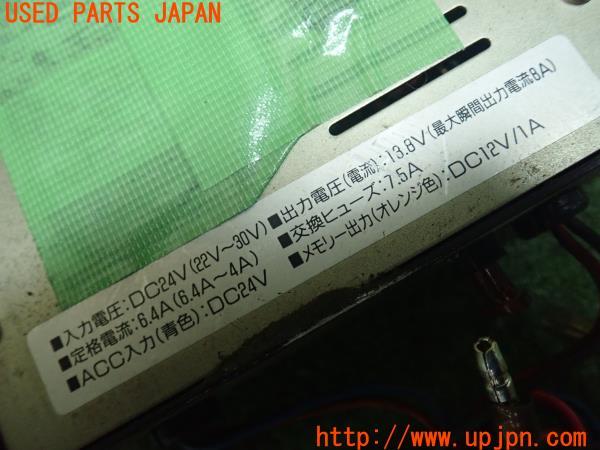 USED PARTS JAPAN
■入力電圧:DC24V(22V～30V)
■定格電流:6.4A(6.4A～4A)
■ACC入力(青色):DC24V
■出力電圧(電流):13.8V(最大瞬間出力電流8A)
■交換ヒューズ:7.5A
■メモリー出力(オレンジ色):DC12V/1A
http://www.upjpn.com/